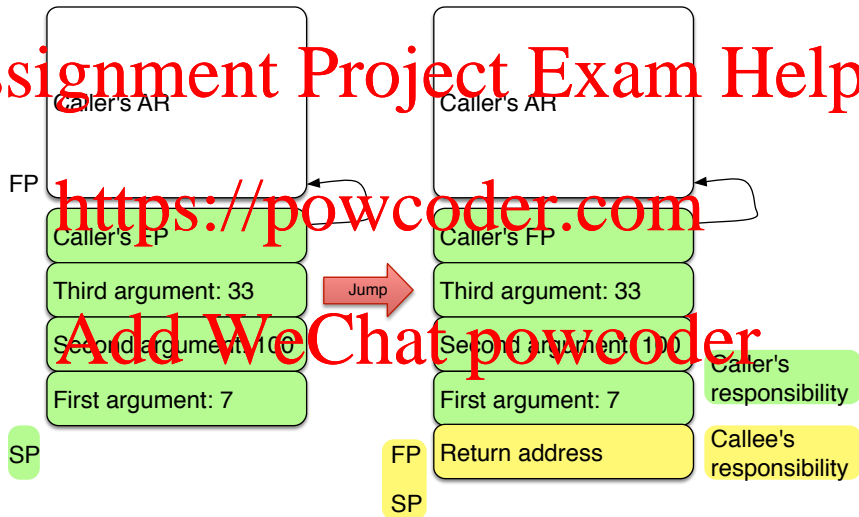 ssignment Project Exam Help
Caller's AR
Caller's AR
FP
https://powcoder.com
Caller's FP
Caller's FP
Third argument: 33
Jump
Third argument: 33
Add WeChat powcoder
Second argument: 100
Second argument: 100
Caller's
responsibility
First argument: 7
First argument: 7
SP
FP
Return address
Callee's
responsibility
SP